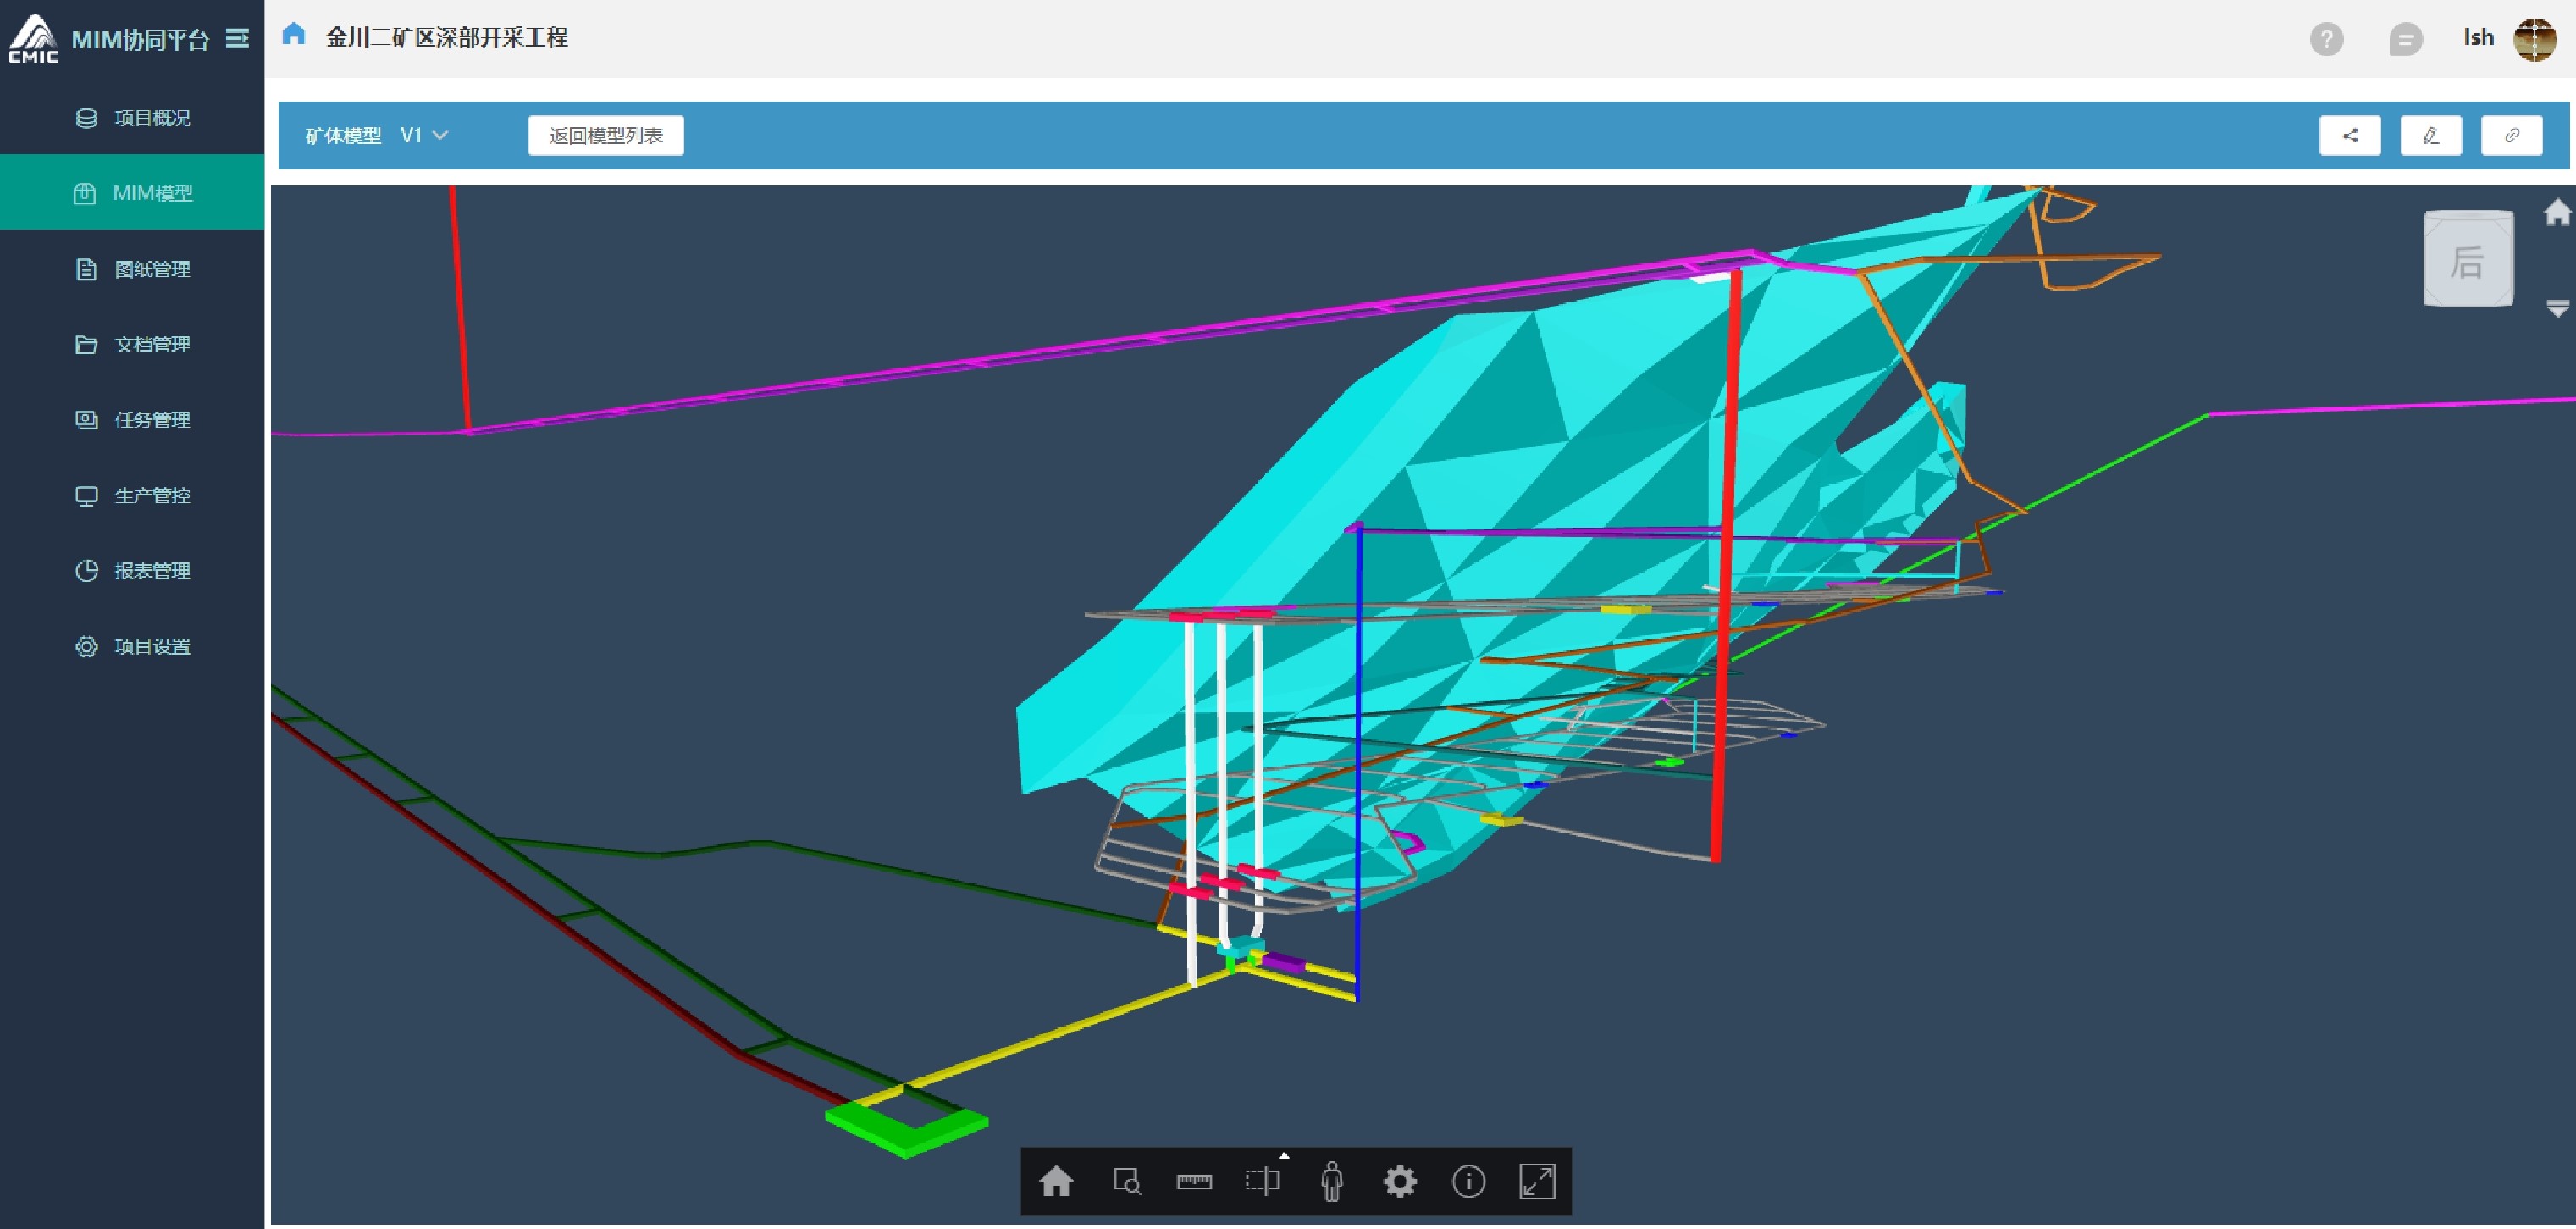 CMIC
MIM协同平台
金川二矿区深部开采工程
?
lsh
项目概况
MIM模型
图纸管理
文档管理
任务管理
生产管控
报表管理
项目设置
矿体模型 V1
返回模型列表
后